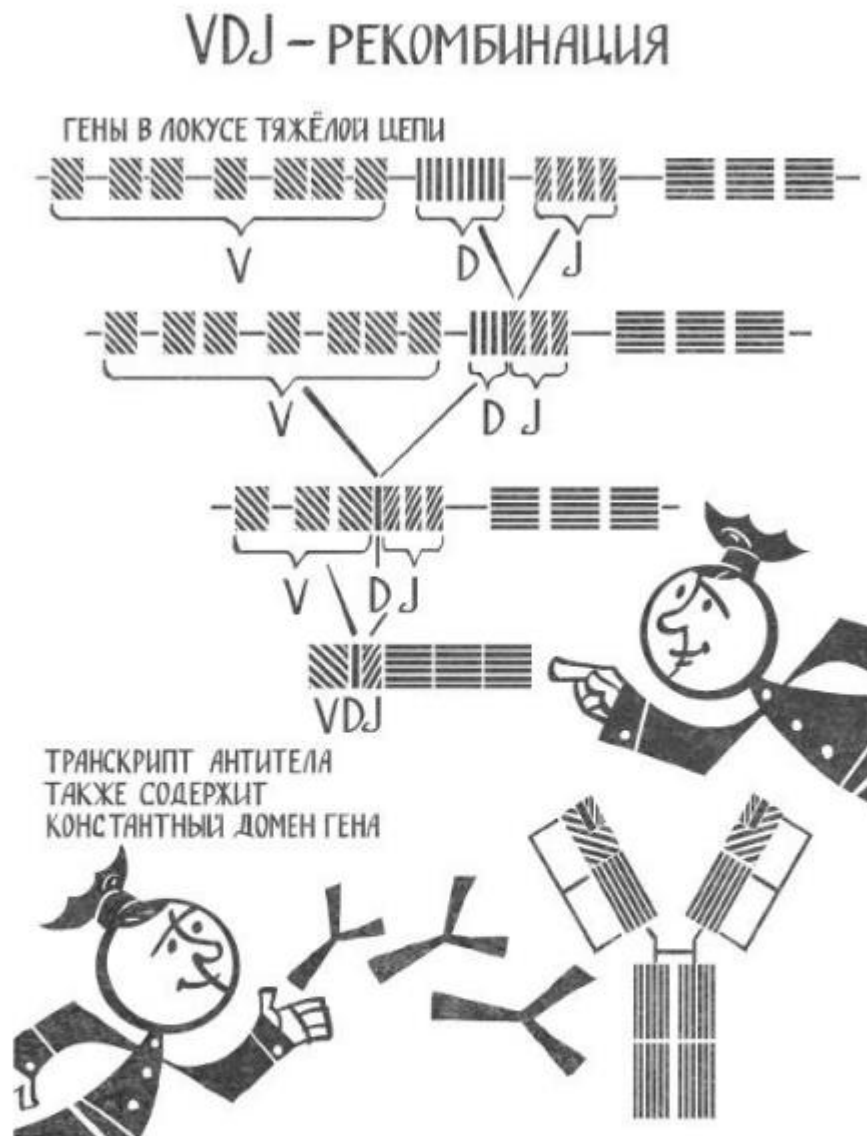 VDJ – РЕКОМБИНАЦИЯ
ГЕНЫ В ЛОКУСЕ ТЯЖЁЛОЙ ЦЕПИ
V D J
V D J
V D J
VDJ
ТРАНСКРИПТ АНТИТЕЛА
ТАКЖЕ СОДЕРЖИТ
КОНСТАНТНЫЙ ДОМЕН ГЕНА